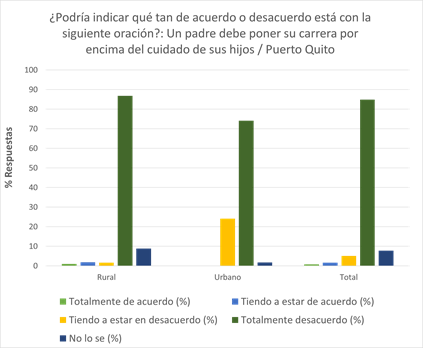 ¿Podría indicar qué tan de acuerdo o desacuerdo está con la
siguiente oración?: Un padre debe poner su carrera por
encima del cuidado de sus hijos / Puerto Quito
100
90
80
70
60
50
40
30
20
10
0
% Respuestas
Rural Urbano Total
Totalmente de acuerdo (%) Tiendo a estar de acuerdo (%)
Tiendo a estar en desacuerdo (%) Totalmente desacuerdo (%)
No lo se (%)